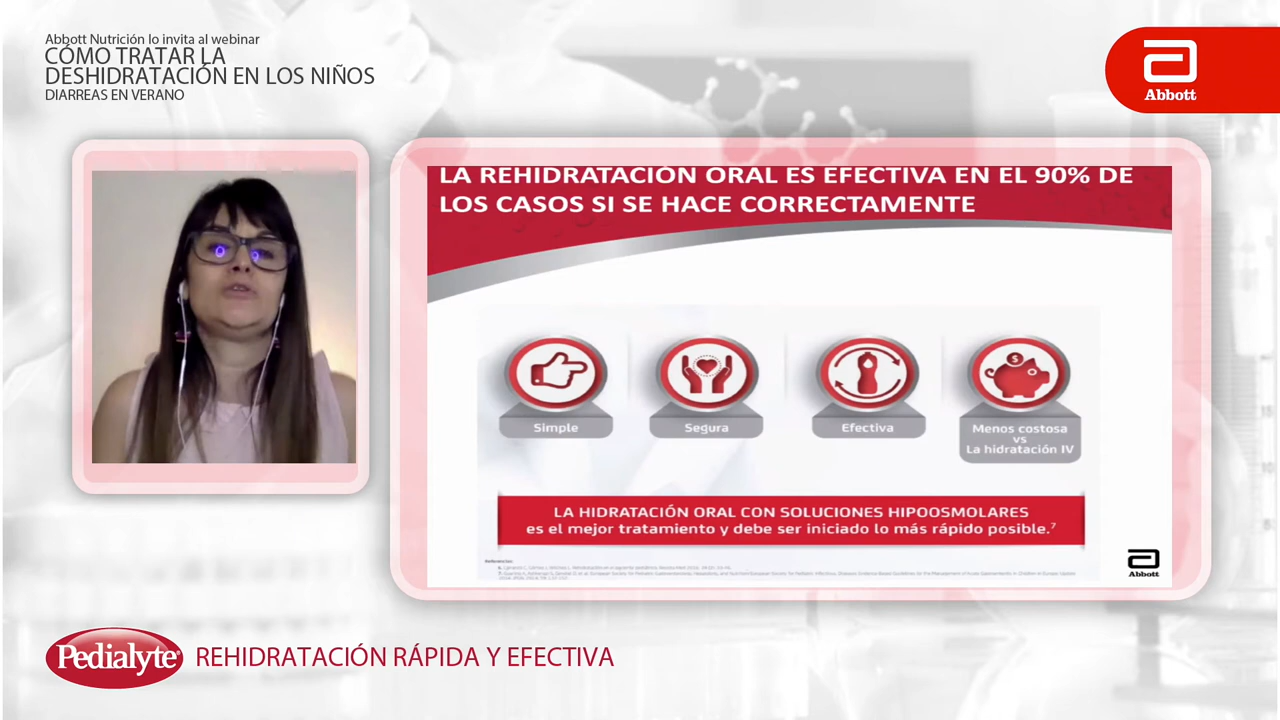 Abbott Nutrición lo invita al webinar
CÓMO TRATAR LA
DESHIDRATACIÓN EN LOS NIÑOS
DIARREAS EN VERANO
Abbott
LA REHIDRATACIÓN ORAL ES EFECTIVA EN EL 90% DE
LOS CASOS SI SE HACE CORRECTAMENTE
Simple
Segura
Efectiva
Menos costosa
vs
La hidratación IV
LA HIDRATACIÓN ORAL CON SOLUCIONES HIPOOSMOLARES
es el mejor tratamiento y debe ser iniciado lo más rápido posible.7
Abbott
Pedialyte®
REHIDRATACIÓN RÁPIDA Y EFECTIVA